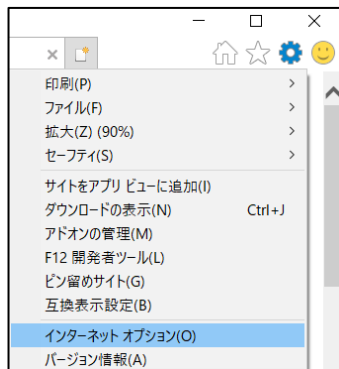 印刷(P)
ファイル(F)
拡大(Z) (90%)
セーフティ(S)
サイトをアプリ ビューに追加(I)
ダウンロードの表示(N) Ctrl+J
アドオンの管理(M)
F12 開発者ツール(L)
ピン留めサイト(G)
互換表示設定(B)
インターネット オプション(O)
バージョン情報(A)